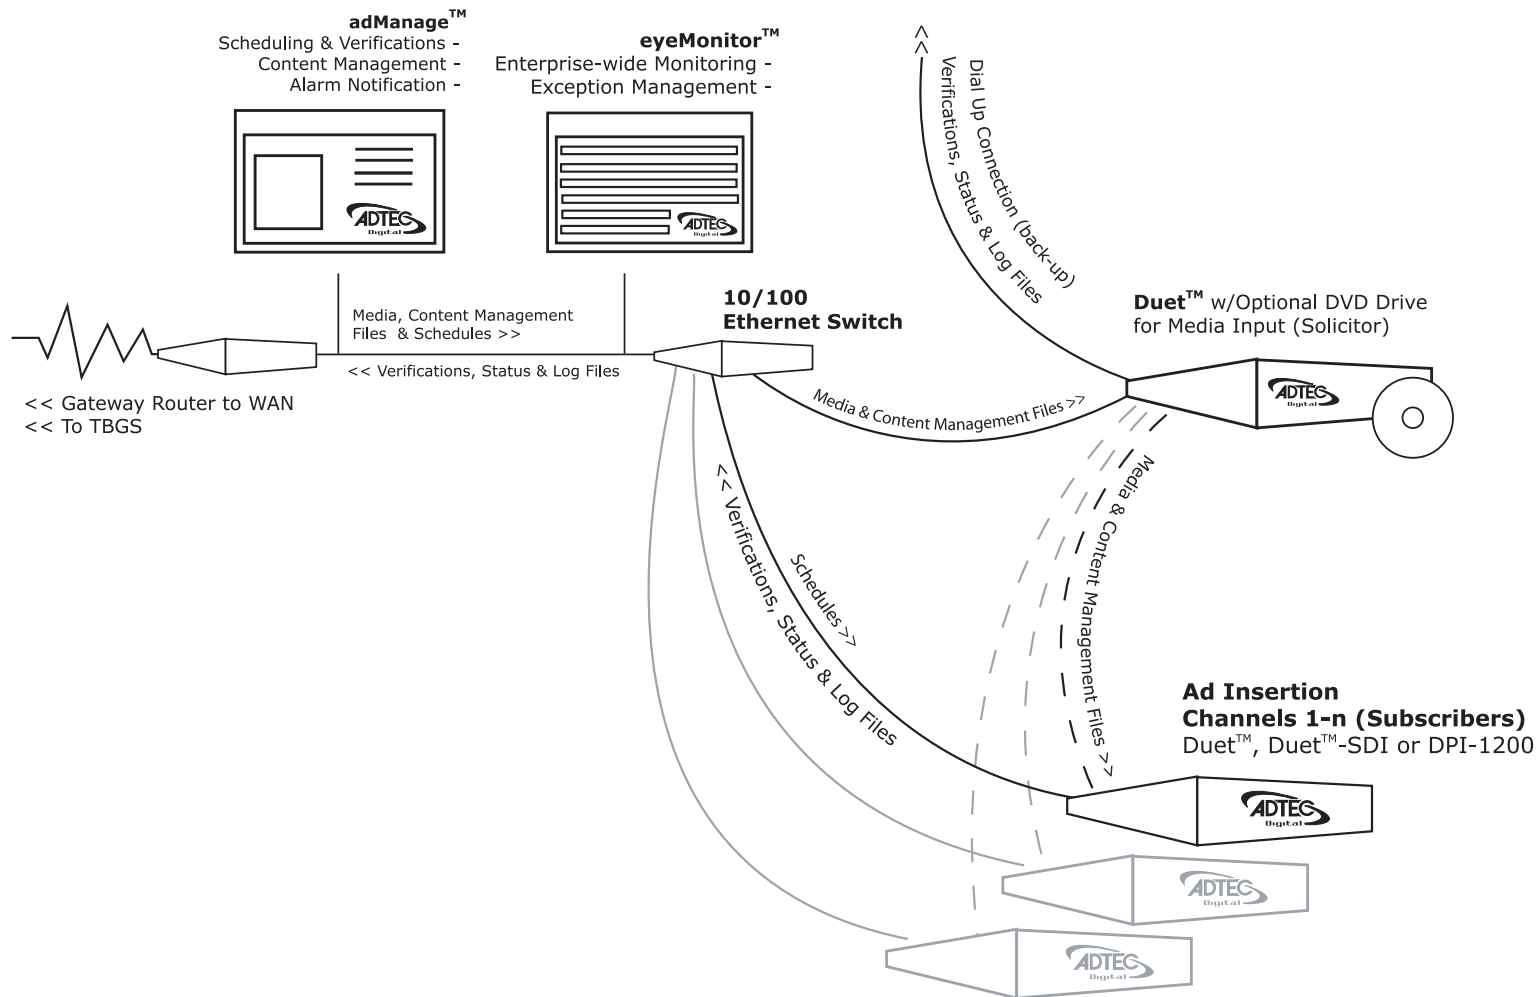 adManage™
Scheduling & Verifications -
Content Management -
Alarm Notification -
eyeMonitor™
Enterprise-wide Monitoring -
Exception Management -
ADTEC
Digital
ADTEC
Digital
<< Dial Up Connection (back-up)
<< Verifications, Status & Log Files
10/100
Ethernet Switch
Media, Content Management
Files & Schedules >>
<< Verifications, Status & Log Files
<< Gateway Router to WAN
<< To TBGS
Duet™ w/Optional DVD Drive
for Media Input (Solicitor)
ADTEC
Digital
Media & Content Management Files >>
Media & Content Management Files >>
Schedules >>
<< Verifications, Status & Log Files
Ad Insertion
Channels 1-n (Subscribers)
Duet™, Duet™-SDI or DPI-1200
ADTEC
Digital
ADTEC
Digital
ADTEC
Digital